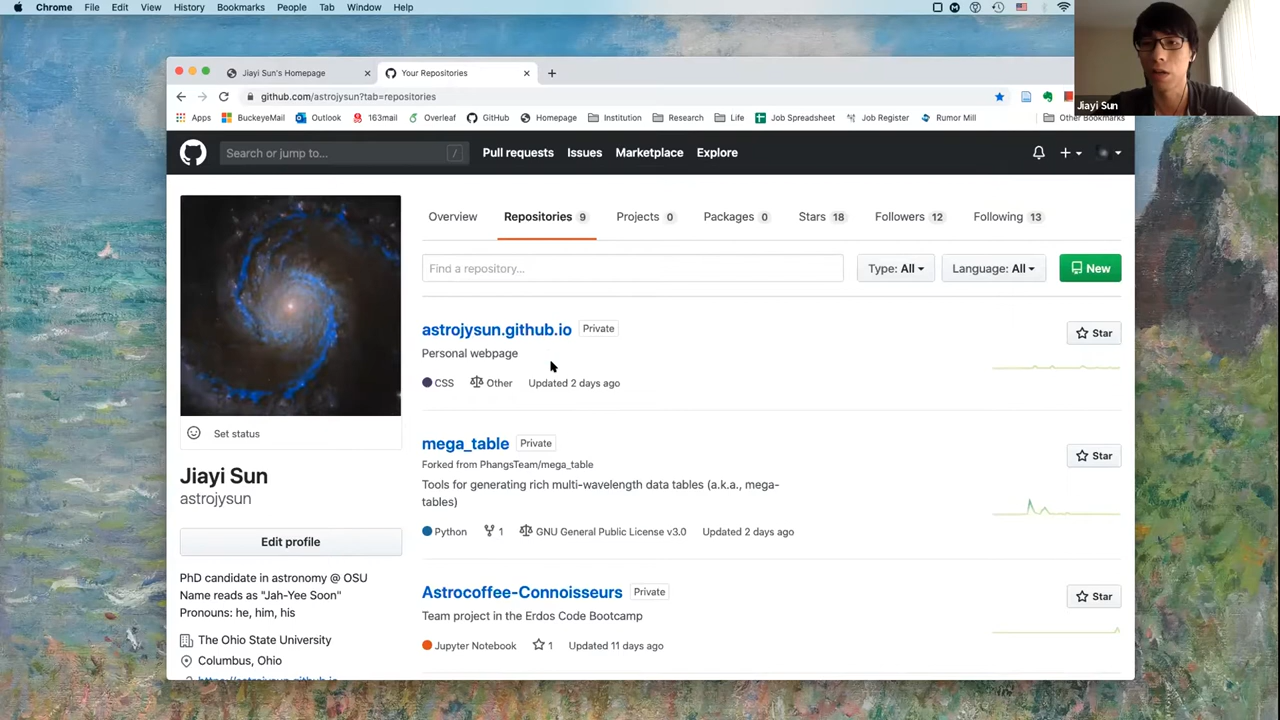 Chrome File Edit View History Bookmarks People Tab Window Help
Jiayi Sun's Homepage
Your Repositories
github.com/astrojysun?tab=repositories
Apps BuckeyeMail Outlook 163mail Overleaf GitHub Homepage Institution Research Life Job Spreadsheet Job Register Rumor Mill Other Bookmarks
Jiayi Sun
Search or jump to... / Pull requests Issues Marketplace Explore
Overview Repositories 9 Projects 0 Packages 0 Stars 18 Followers 12 Following 13
Find a repository... Type: All Language: All New
astrojysun.github.io Private Star
Personal webpage
CSS Other Updated 2 days ago
mega_table Private Star
Forked from PhangsTeam/mega_table
Tools for generating rich multi-wavelength data tables (a.k.a., mega-
tables)
Python 1 GNU General Public License v3.0 Updated 2 days ago
Astrocoffee-Connoisseurs Private Star
Team project in the Erdos Code Bootcamp
Jupyter Notebook 1 Updated 11 days ago
Set status
Jiayi Sun
astrojysun
Edit profile
PhD candidate in astronomy @ OSU
Name reads as "Jah-Yee Soon"
Pronouns: he, him, his
The Ohio State University
Columbus, Ohio
https://astrojysun.github.io